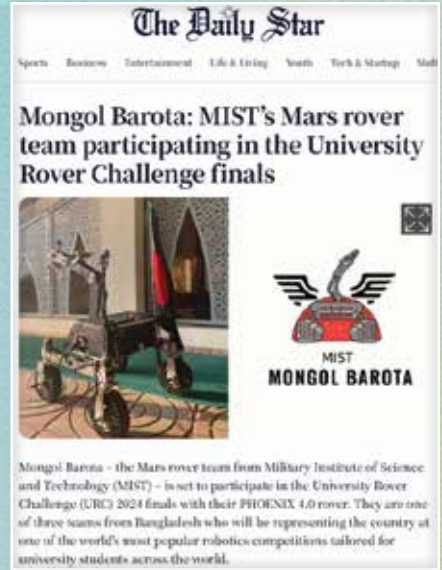 The Daily Star
Sports Business Entertainment Life & Living Youth Tech & Startup
Mongol Barota: MIST's Mars rover
team participating in the University
Rover Challenge finals
MIST
MONGOL BAROTA
Mongol Barota – the Mars rover team from Military Institute of Science
and Technology (MIST) – is set to participate in the University Rover
Challenge (URC) 2024 finals with their PHOENIX 4.0 rover. They are one
of three teams from Bangladesh who will be representing the country at
one of the world's most popular robotics competitions tailored for
university students across the world.